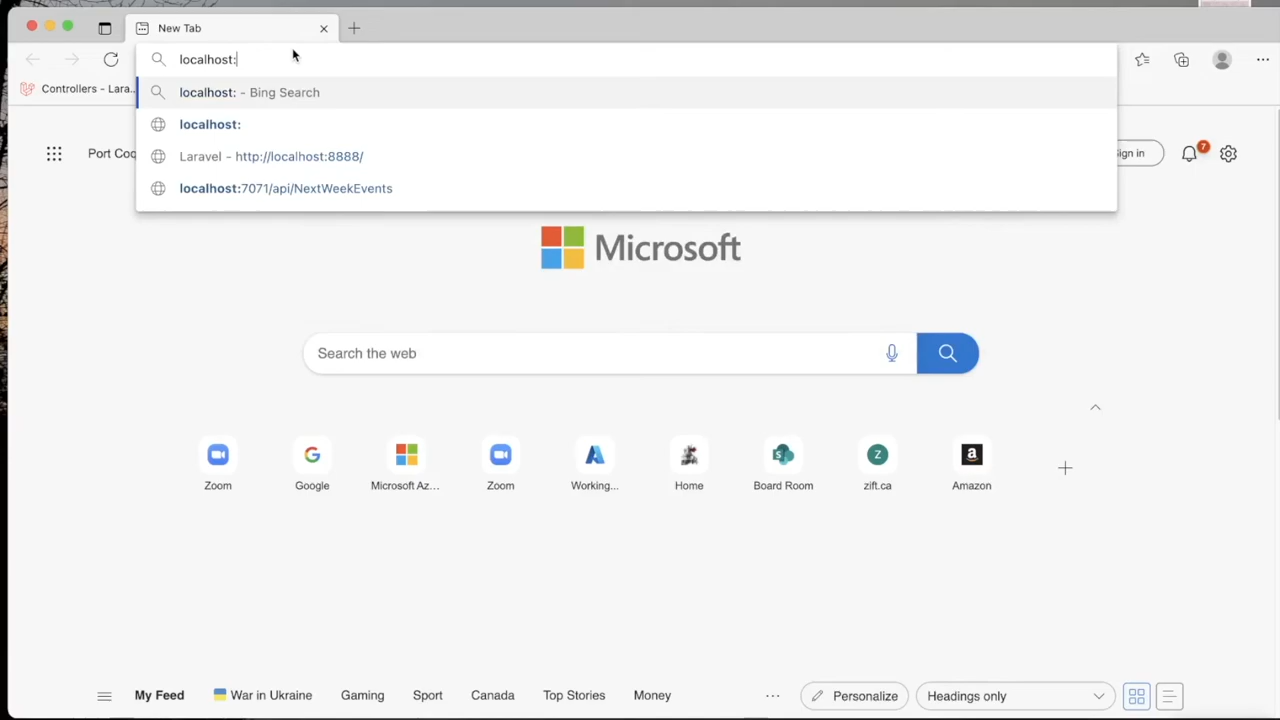 New Tab
localhost:
Controllers - Lara..
localhost: - Bing Search
localhost:
Laravel - http://localhost:8888/
localhost:7071/api/NextWeekEvents
Port Coq
ign in
7
Microsoft
Search the web
Zoom
Google
Microsoft Az...
Zoom
Working...
Home
S
Board Room
Z
zift.ca
a
Amazon
My Feed
War in Ukraine
Gaming
Sport
Canada
Top Stories
Money
...
Personalize
Headings only